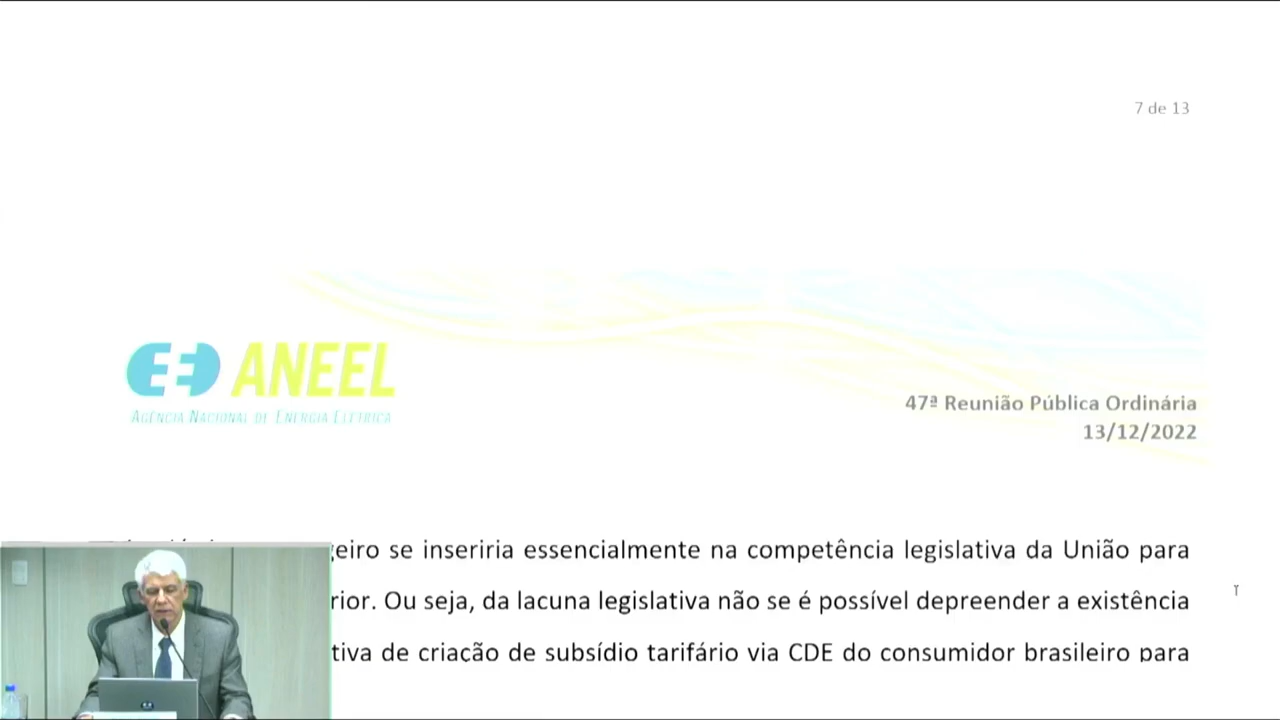 7 de 13
ANEEL
AGÊNCIA NACIONAL DE ENERGIA ELÉTRICA
47ª Reunião Pública Ordinária
13/12/2022
geiro se inseriria essencialmente na competência legislativa da União para
rior. Ou seja, da lacuna legislativa não se é possível depreender a existência
tiva de criação de subsídio tarifário via CDE do consumidor brasileiro para